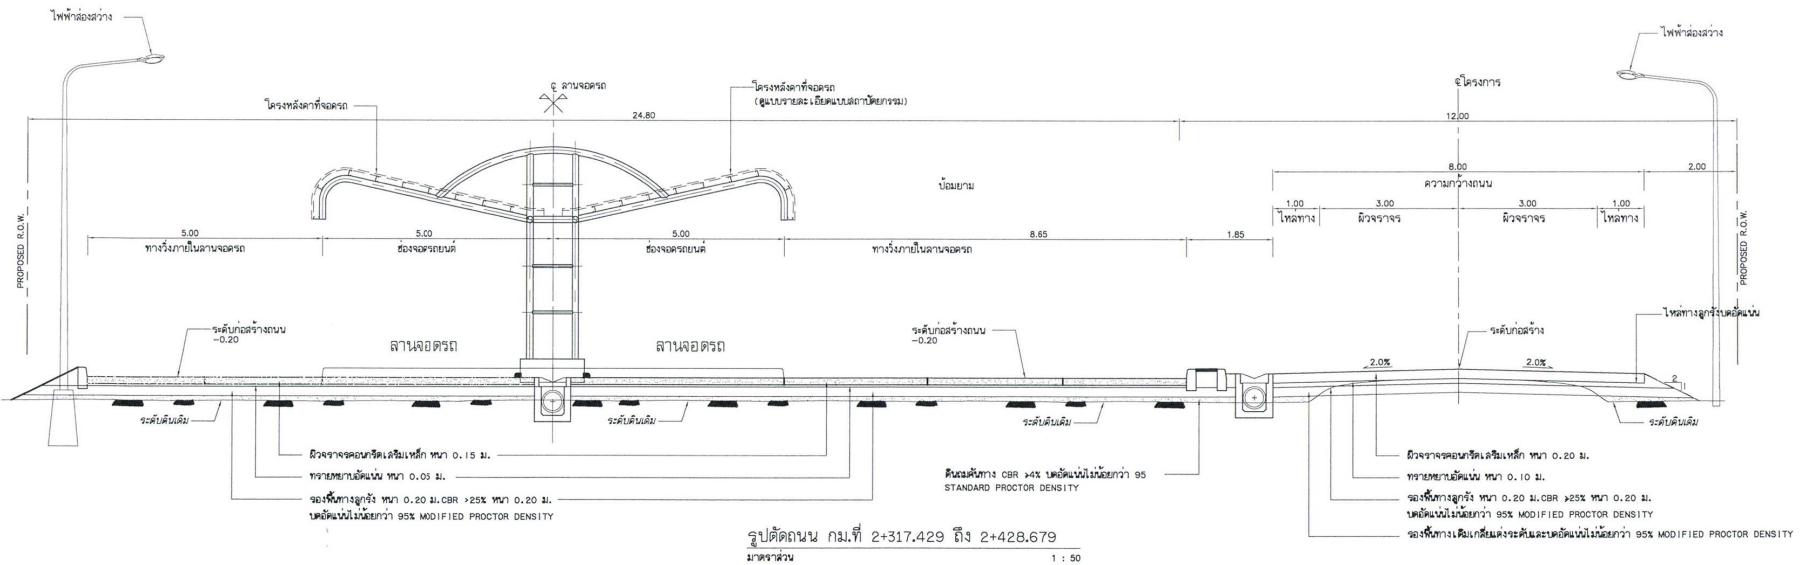 ไฟฟ้าส่องสว่าง
ไฟฟ้าส่องสว่าง
℄ ลานจอดรถ
℄ โครงการ
โครงหลังคาที่จอดรถ
โครงหลังคาที่จอดรถ
(ดูแบบรายละเอียดแบบสถาปัตยกรรม)
24.80
12.00
8.00
ความกว้างถนน
2.00
ป้อมยาม
1.00
3.00
3.00
1.00
ไหล่ทาง
ผิวจราจร
ผิวจราจร
ไหล่ทาง
PROPOSED R.O.W.
PROPOSED R.O.W.
5.00
5.00
5.00
8.65
1.85
ทางวิ่งภายในลานจอดรถ
ช่องจอดรถยนต์
ช่องจอดรถยนต์
ทางวิ่งภายในลานจอดรถ
ไหล่ทางลูกรังบดอัดแน่น
ระดับก่อสร้างถนน
-0.20
ลานจอดรถ
ลานจอดรถ
ระดับก่อสร้างถนน
-0.20
ระดับก่อสร้าง
2.0%
2.0%
2
1
ระดับดินเดิม
ระดับดินเดิม
ระดับดินเดิม
ระดับดินเดิม
ผิวจราจรคอนกรีตเสริมเหล็ก หนา 0.15 ม.
ทรายหยาบอัดแน่น หนา 0.05 ม.
รองพื้นทางลูกรัง หนา 0.20 ม.CBR >25% หนา 0.20 ม.
บดอัดแน่นไม่น้อยกว่า 95% MODIFIED PROCTOR DENSITY
ดินถมคันทาง CBR >4% บดอัดแน่นไม่น้อยกว่า 95
STANDARD PROCTOR DENSITY
ผิวจราจรคอนกรีตเสริมเหล็ก หนา 0.20 ม.
ทรายหยาบอัดแน่น หนา 0.10 ม.
รองพื้นทางลูกรัง หนา 0.20 ม.CBR >25% หนา 0.20 ม.
บดอัดแน่นไม่น้อยกว่า 95% MODIFIED PROCTOR DENSITY
รองพื้นทางเดิมเกลี่ยแต่งระดับและบดอัดแน่นไม่น้อยกว่า 95% MODIFIED PROCTOR DENSITY
รูปตัดถนน กม.ที่ 2+317.429 ถึง 2+428.679
มาตราส่วน 1 : 50